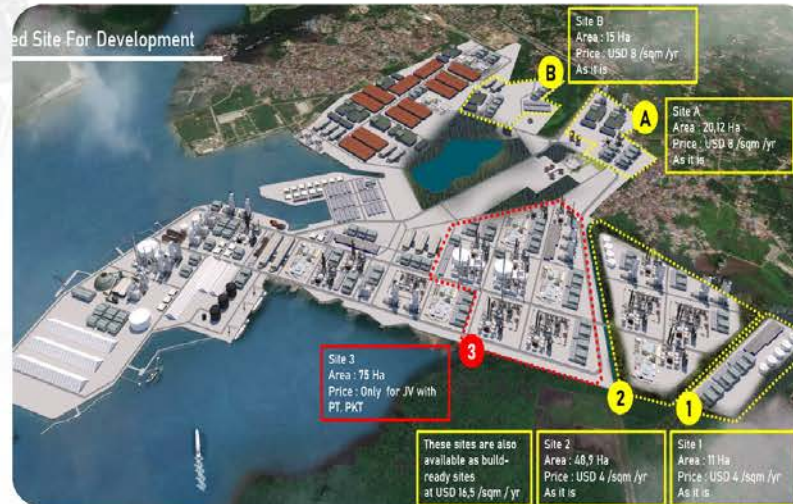 ed Site For Development
Site B
Area : 15 Ha
Price : USD 8 /sqm /yr
As it is
B
Site A
Area : 20,12 Ha
Price : USD 8 /sqm /yr
As it is
A
Site 3
Area : 75 Ha
Price : Only for JV with
PT. PKT
3
2
1
These sites are also
available as build-
ready sites
at USD 16,5 /sqm / yr
Site 2
Area : 48,9 Ha
Price : USD 4 /sqm /yr
As it is
Site 1
Area : 11 Ha
Price : USD 4 /sqm /yr
As it is